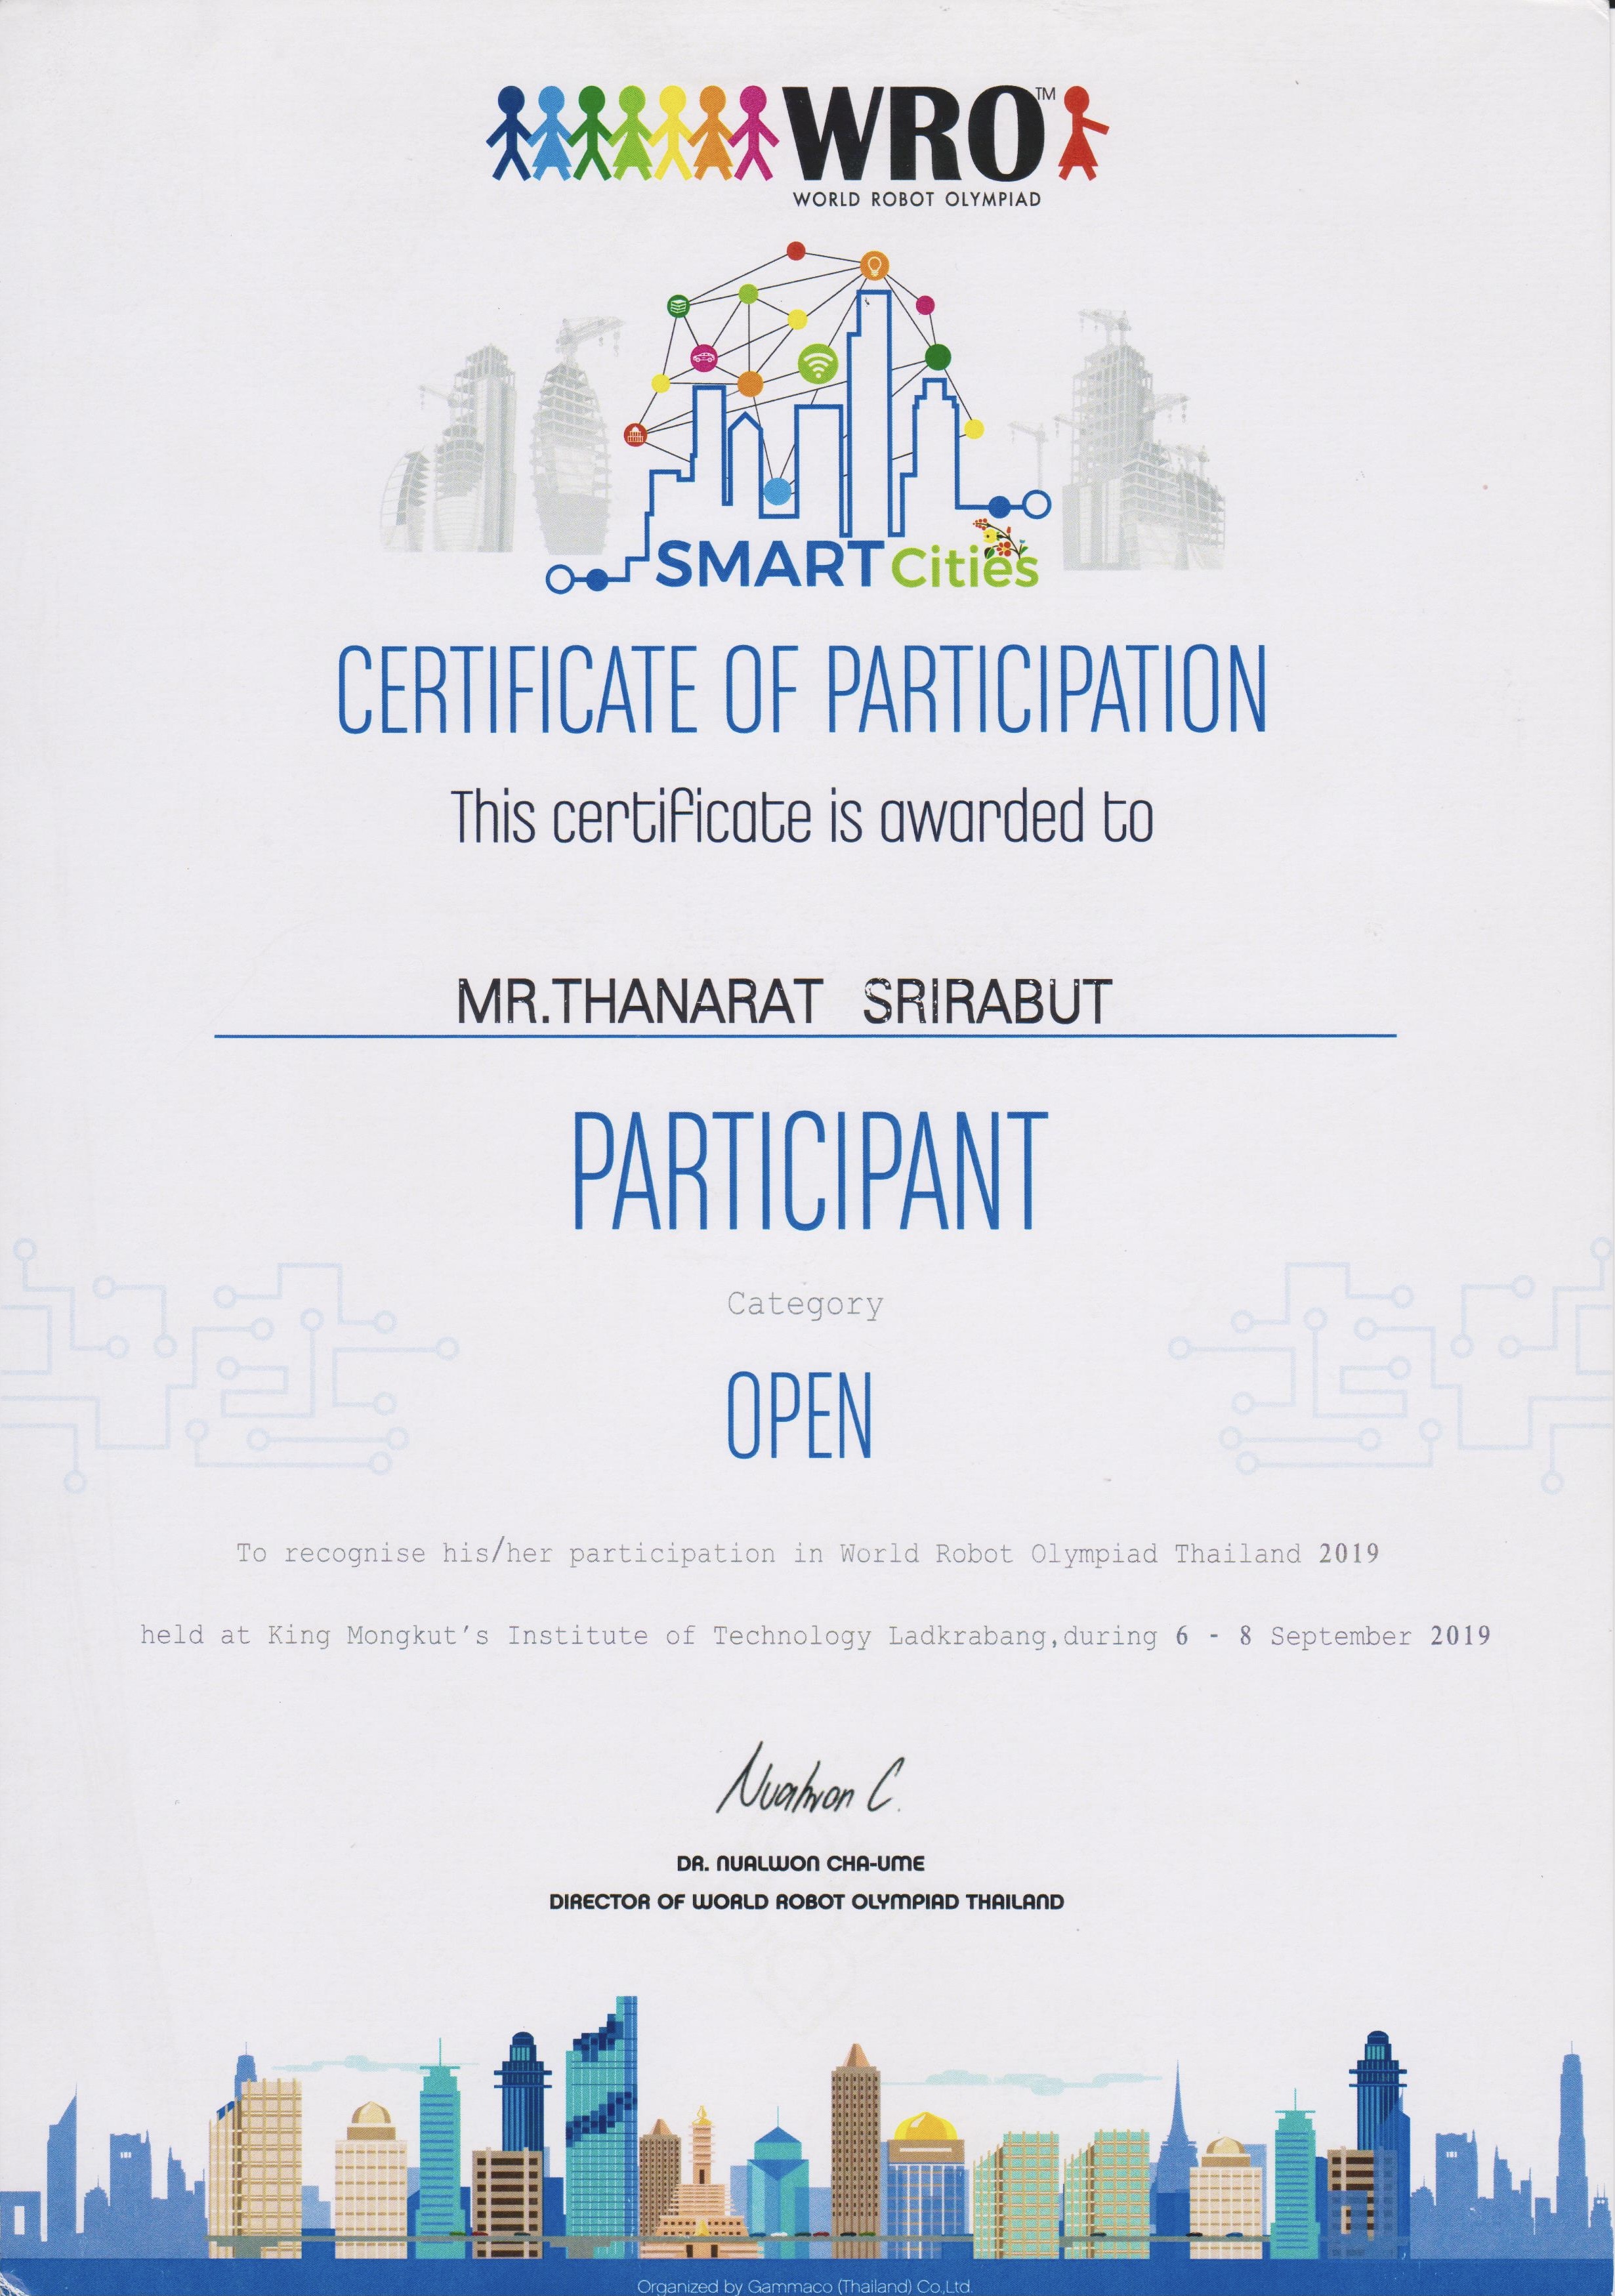 WRO™
WORLD ROBOT OLYMPIAD
SMART Cities
CERTIFICATE OF PARTICIPATION
This certificate is awarded to
MR.THANARAT SRIRABUT
PARTICIPANT
Category
OPEN
To recognise his/her participation in World Robot Olympiad Thailand 2019
held at King Mongkut's Institute of Technology Ladkrabang,during 6 - 8 September 2019
Nualwon C.
DR. NUALWON CHA-UME
DIRECTOR OF WORLD ROBOT OLYMPIAD THAILAND
Organized by Gammaco (Thailand) Co.,Ltd.